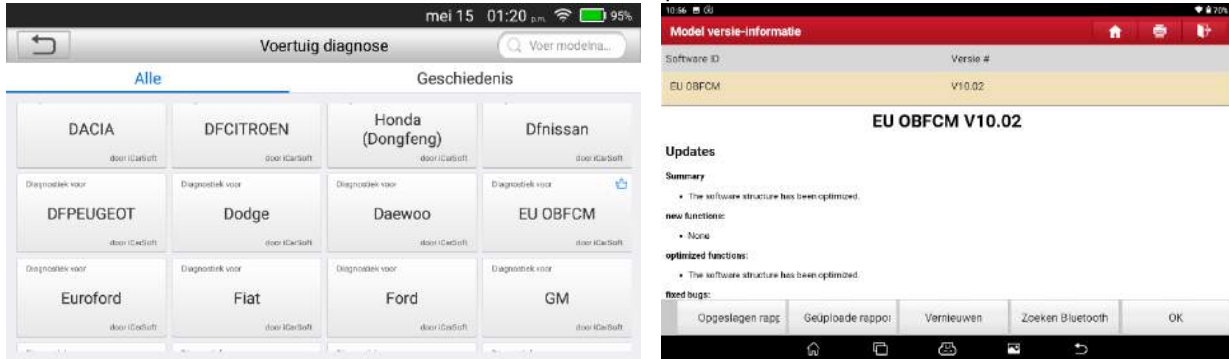 mei 15 01:20 p.m. 95%
Voertuig diagnose
Voer modelna...
Alle Geschiedenis
DACIA
door iCarSoft
DFCITROEN
door iCarSoft
Honda
(Dongfeng)
door iCarSoft
Dfnissan
door iCarSoft
Diagnostiek voor
DFPEUGEOT
door iCarSoft
Diagnostiek voor
Dodge
door iCarSoft
Diagnostiek voor
Daewoo
door iCarSoft
Diagnostiek voor
EU OBFCM
door iCarSoft
Diagnostiek voor
Euroford
door iCarSoft
Diagnostiek voor
Fiat
door iCarSoft
Diagnostiek voor
Ford
door iCarSoft
Diagnostiek voor
GM
door iCarSoft
10:56 70%
Model versie-informatie
Software ID Versie #
EU OBFCM V10.02
EU OBFCM V10.02
Updates
Summary
• The software structure has been optimized.
new functions:
• None
optimized functions:
• The software structure has been optimized.
fixed bugs:
Opgeslagen rapp Geüploade rappor Vernieuwen Zoeken Bluetooth OK